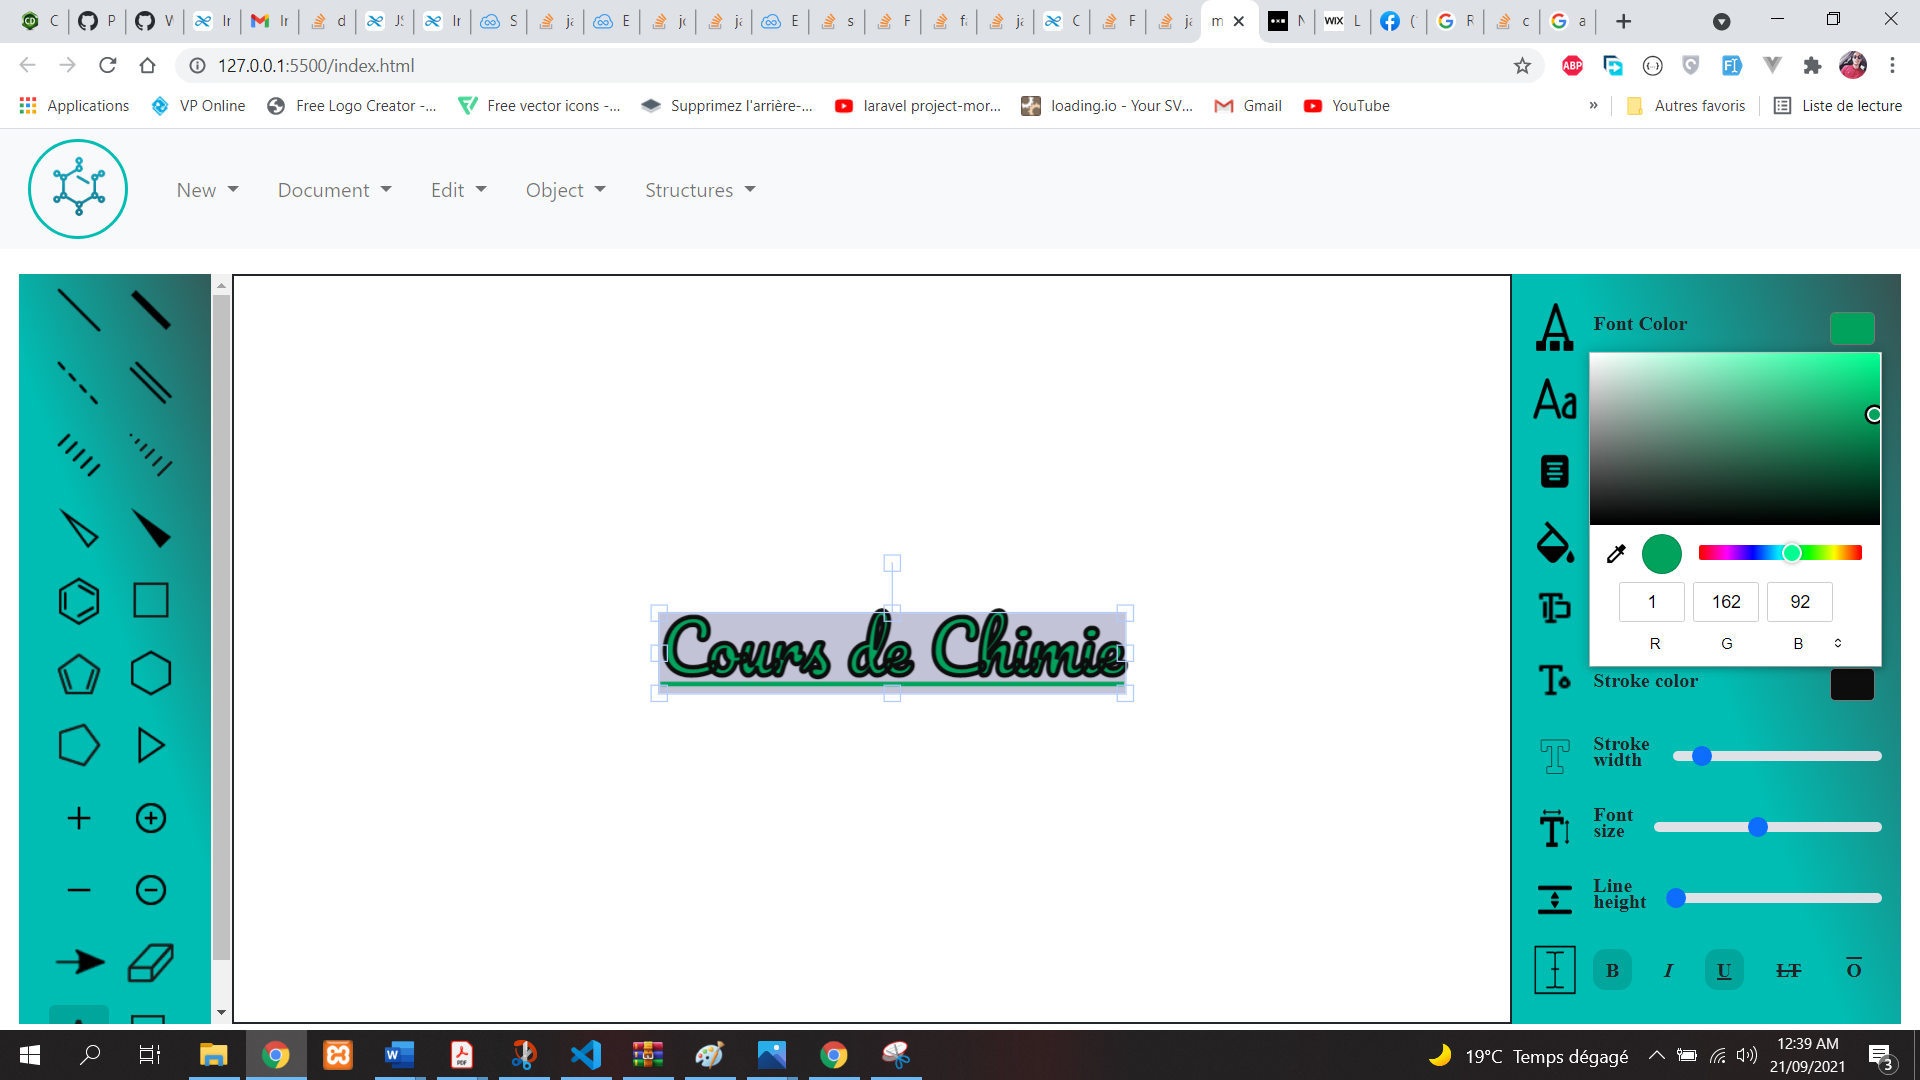 127.0.0.1:5500/index.html
Applications VP Online Free Logo Creator -... Free vector icons -... Supprimez l'arrière-... laravel project-mor... loading.io - Your SV... Gmail YouTube » Autres favoris Liste de lecture
New Document Edit Object Structures
Font Color
Aa
Cours de Chimie
1 162 92
R G B
Stroke color
Stroke
width
Font
size
Line
height
B I U LT O
19°C Temps dégagé
12:39 AM
21/09/2021
3